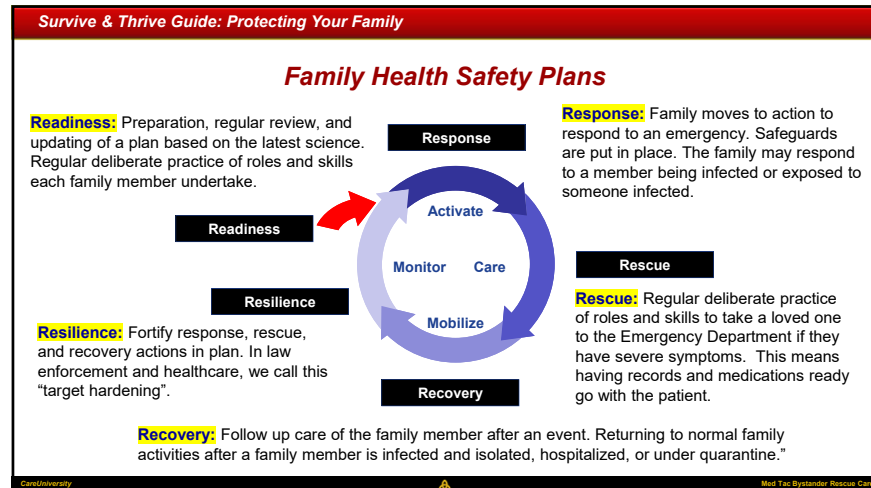 Survive & Thrive Guide: Protecting Your Family
Family Health Safety Plans
Readiness: Preparation, regular review, and
updating of a plan based on the latest science.
Regular deliberate practice of roles and skills
each family member undertake.
Response
Response: Family moves to action to
respond to an emergency. Safeguards
are put in place. The family may respond
to a member being infected or exposed to
someone infected.
Readiness
Activate
Monitor
Care
Mobilize
Rescue
Resilience
Resilience: Fortify response, rescue,
and recovery actions in plan. In law
enforcement and healthcare, we call this
“target hardening”.
Rescue: Regular deliberate practice
of roles and skills to take a loved one
to the Emergency Department if they
have severe symptoms. This means
having records and medications ready
go with the patient.
Recovery
Recovery: Follow up care of the family member after an event. Returning to normal family
activities after a family member is infected and isolated, hospitalized, or under quarantine.”
CareUniversity
Med Tac Bystander Rescue Care